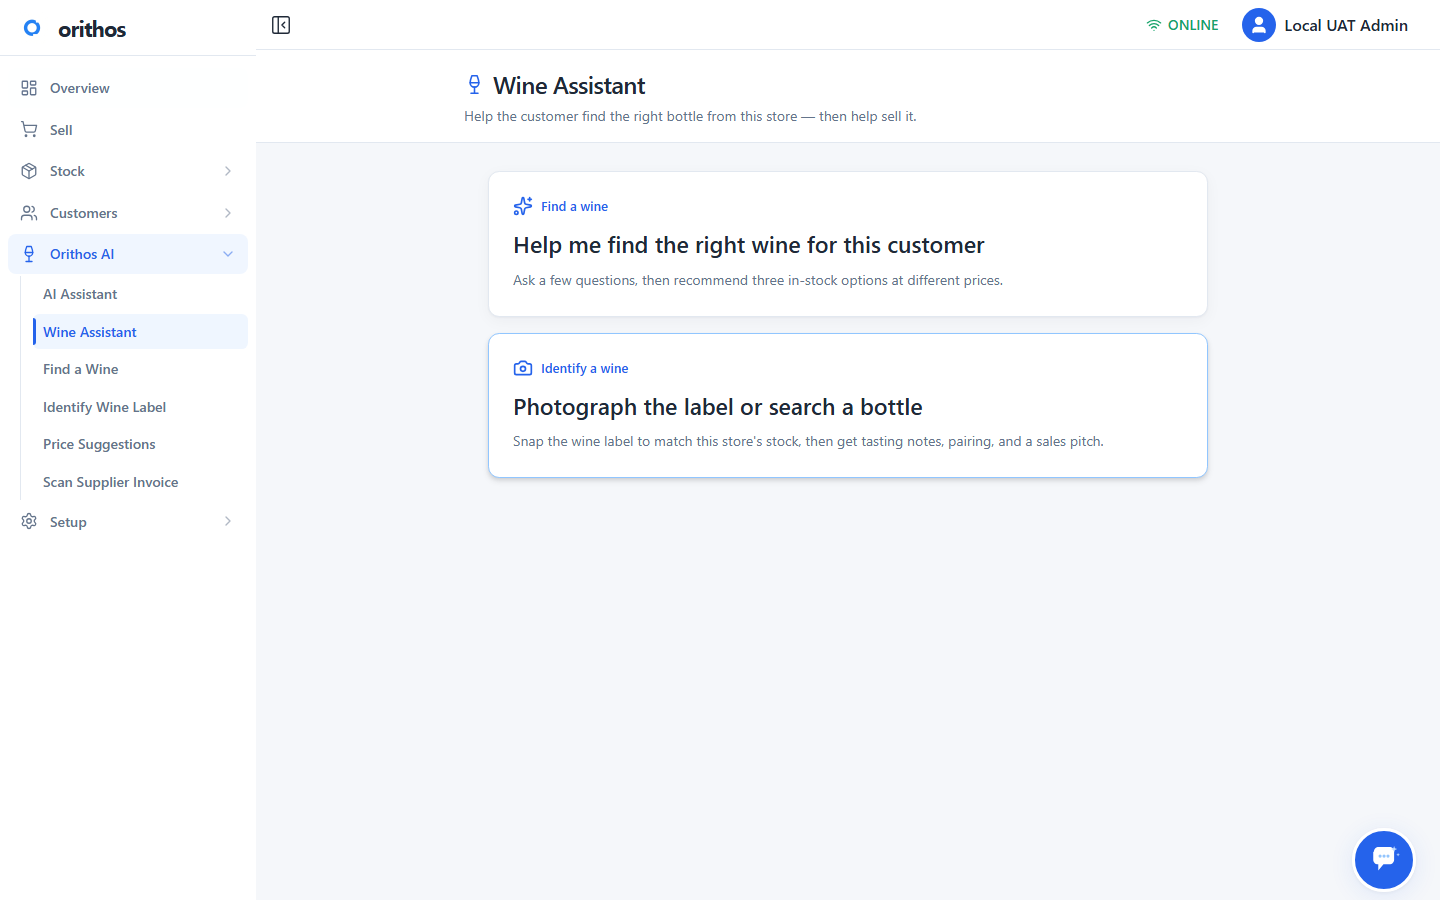 orithos
ONLINE
Local UAT Admin
Overview
Sell
Stock
Customers
Orithos AI
AI Assistant
Wine Assistant
Find a Wine
Identify Wine Label
Price Suggestions
Scan Supplier Invoice
Setup
Wine Assistant
Help the customer find the right bottle from this store — then help sell it.
Find a wine
Help me find the right wine for this customer
Ask a few questions, then recommend three in-stock options at different prices.
Identify a wine
Photograph the label or search a bottle
Snap the wine label to match this store's stock, then get tasting notes, pairing, and a sales pitch.